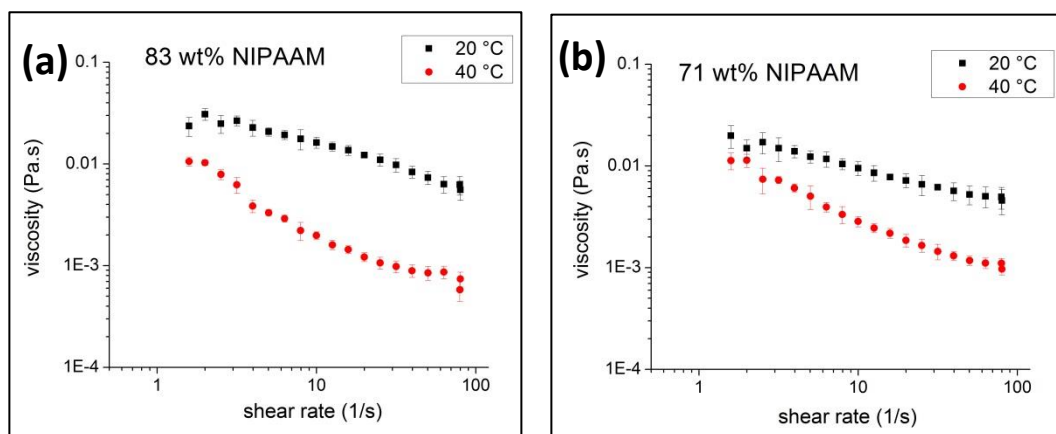 (a)
83 wt% NIPAAM
20 °C
40 °C
0.1
0.01
1E-3
1E-4
viscosity (Pa.s)
1
10
100
shear rate (1/s)
(b)
71 wt% NIPAAM
20 °C
40 °C
0.1
0.01
1E-3
1E-4
viscosity (Pa.s)
1
10
100
shear rate (1/s)